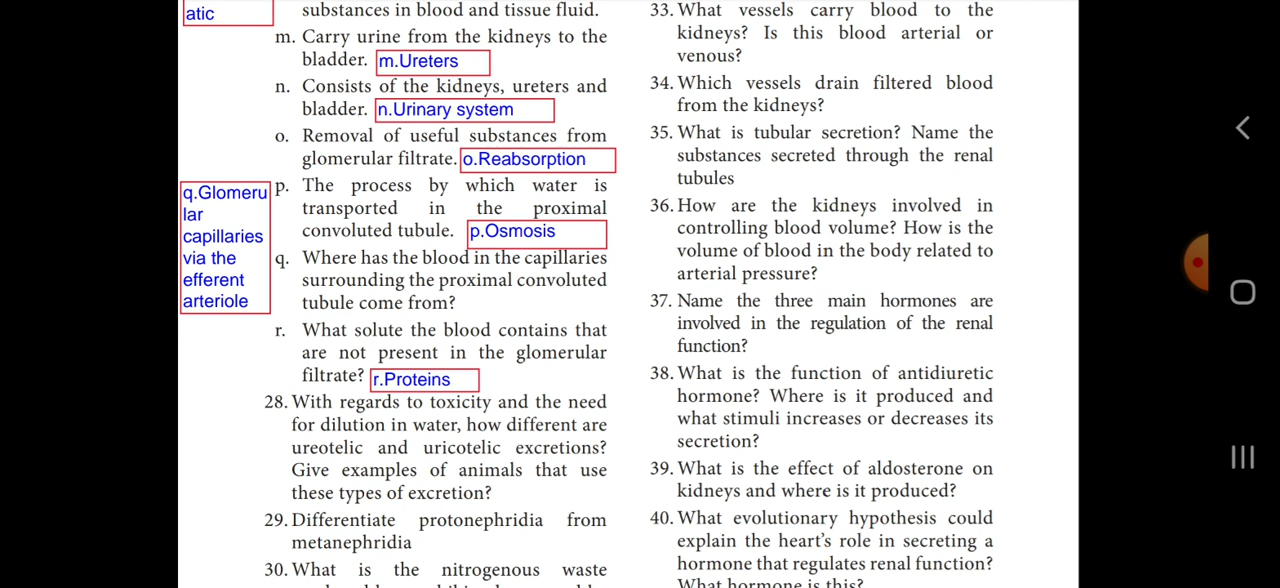 atic
substances in blood and tissue fluid.
m. Carry urine from the kidneys to the
bladder. m.Ureters
n. Consists of the kidneys, ureters and
bladder. n.Urinary system
o. Removal of useful substances from
glomerular filtrate. o.Reabsorption
p. The process by which water is
transported in the proximal
convoluted tubule. p.Osmosis
q.Glomeru
lar
capillaries
via the
efferent
arteriole
q. Where has the blood in the capillaries
surrounding the proximal convoluted
tubule come from?
r. What solute the blood contains that
are not present in the glomerular
filtrate? r.Proteins
28. With regards to toxicity and the need
for dilution in water, how different are
ureotelic and uricotelic excretions?
Give examples of animals that use
these types of excretion?
29. Differentiate protonephridia from
metanephridia
30. What is the nitrogenous waste
33. What vessels carry blood to the
kidneys? Is this blood arterial or
venous?
34. Which vessels drain filtered blood
from the kidneys?
35. What is tubular secretion? Name the
substances secreted through the renal
tubules
36. How are the kidneys involved in
controlling blood volume? How is the
volume of blood in the body related to
arterial pressure?
37. Name the three main hormones are
involved in the regulation of the renal
function?
38. What is the function of antidiuretic
hormone? Where is it produced and
what stimuli increases or decreases its
secretion?
39. What is the effect of aldosterone on
kidneys and where is it produced?
40. What evolutionary hypothesis could
explain the heart's role in secreting a
hormone that regulates renal function?
What hormone is this?